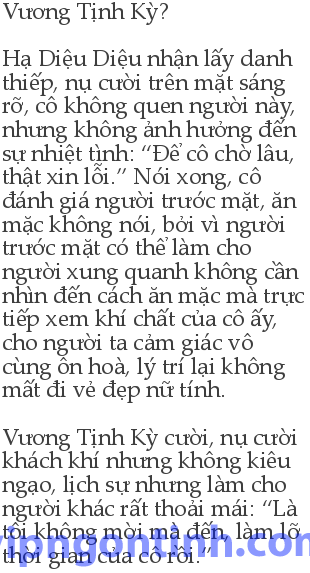 Vương Tịnh Kỳ?
Hạ Diệu Diệu nhận lấy danh
thiếp, nụ cười trên mặt sáng
rỡ, cô không quen người này,
nhưng không ảnh hưởng đến
sự nhiệt tình: “Để cô chờ lâu,
thật xin lỗi.” Nói xong, cô
đánh giá người trước mặt, ăn
mặc không nói, bởi vì người
trước mặt có thể làm cho
người xung quanh không cần
nhìn đến cách ăn mặc mà trực
tiếp xem khí chất của cô ấy,
cho người ta cảm giác vô
cùng ôn hoà, lý trí lại không
mất đi vẻ đẹp nữ tính.
Vương Tịnh Kỳ cười, nụ cười
khách khí nhưng không kiêu
ngạo, lịch sự nhưng làm cho
người khác rất thoải mái: “Là
tôi không mời mà đến, làm lỡ
thời gian của cô rồi.”
vipngontinh.com